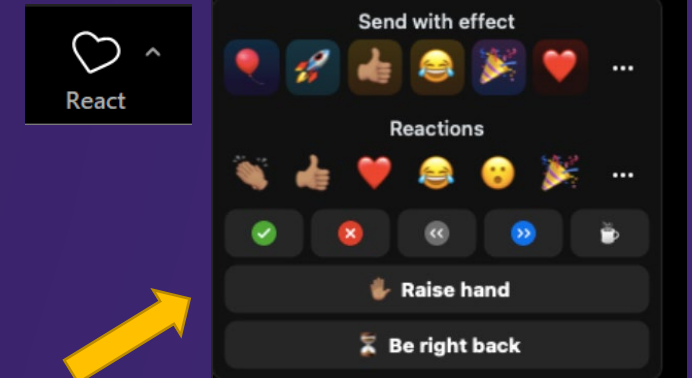 Send with effect
React
Reactions
Raise hand
Be right back